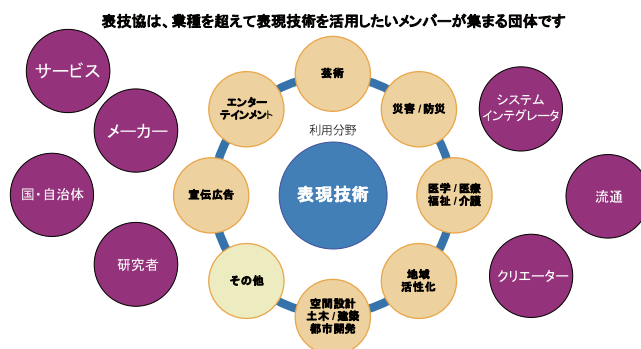 表技協は、業種を超えて表現技術を活用したいメンバーが集まる団体です
サービス
メーカー
国・自治体
研究者
芸術
エンター
テインメント
災害 / 防災
利用分野
表現技術
宣伝広告
医学 / 医療
福祉 / 介護
その他
地域
活性化
空間設計
土木 / 建築
都市開発
システム
インテグレータ
流通
クリエーター